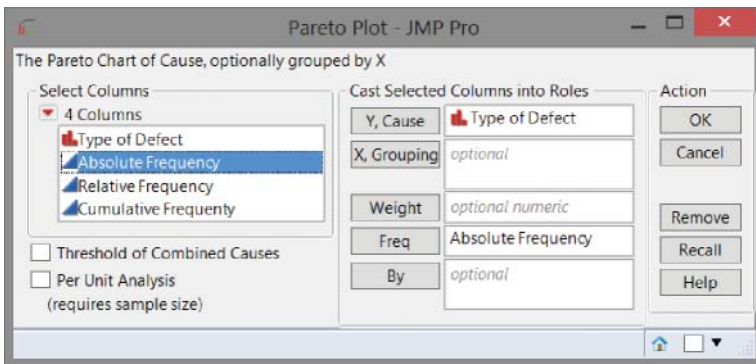 Pareto Plot - JMP Pro
The Pareto Chart of Cause, optionally grouped by X
Select Columns
4 Columns
Type of Defect
Absolute Frequency
Relative Frequency
Cumulative Frequenty
Threshold of Combined Causes
Per Unit Analysis
(requires sample size)
Cast Selected Columns into Roles
Y, Cause
Type of Defect
X, Grouping
optional
Weight
optional numeric
Freq
Absolute Frequency
By
optional
Action
OK
Cancel
Remove
Recall
Help